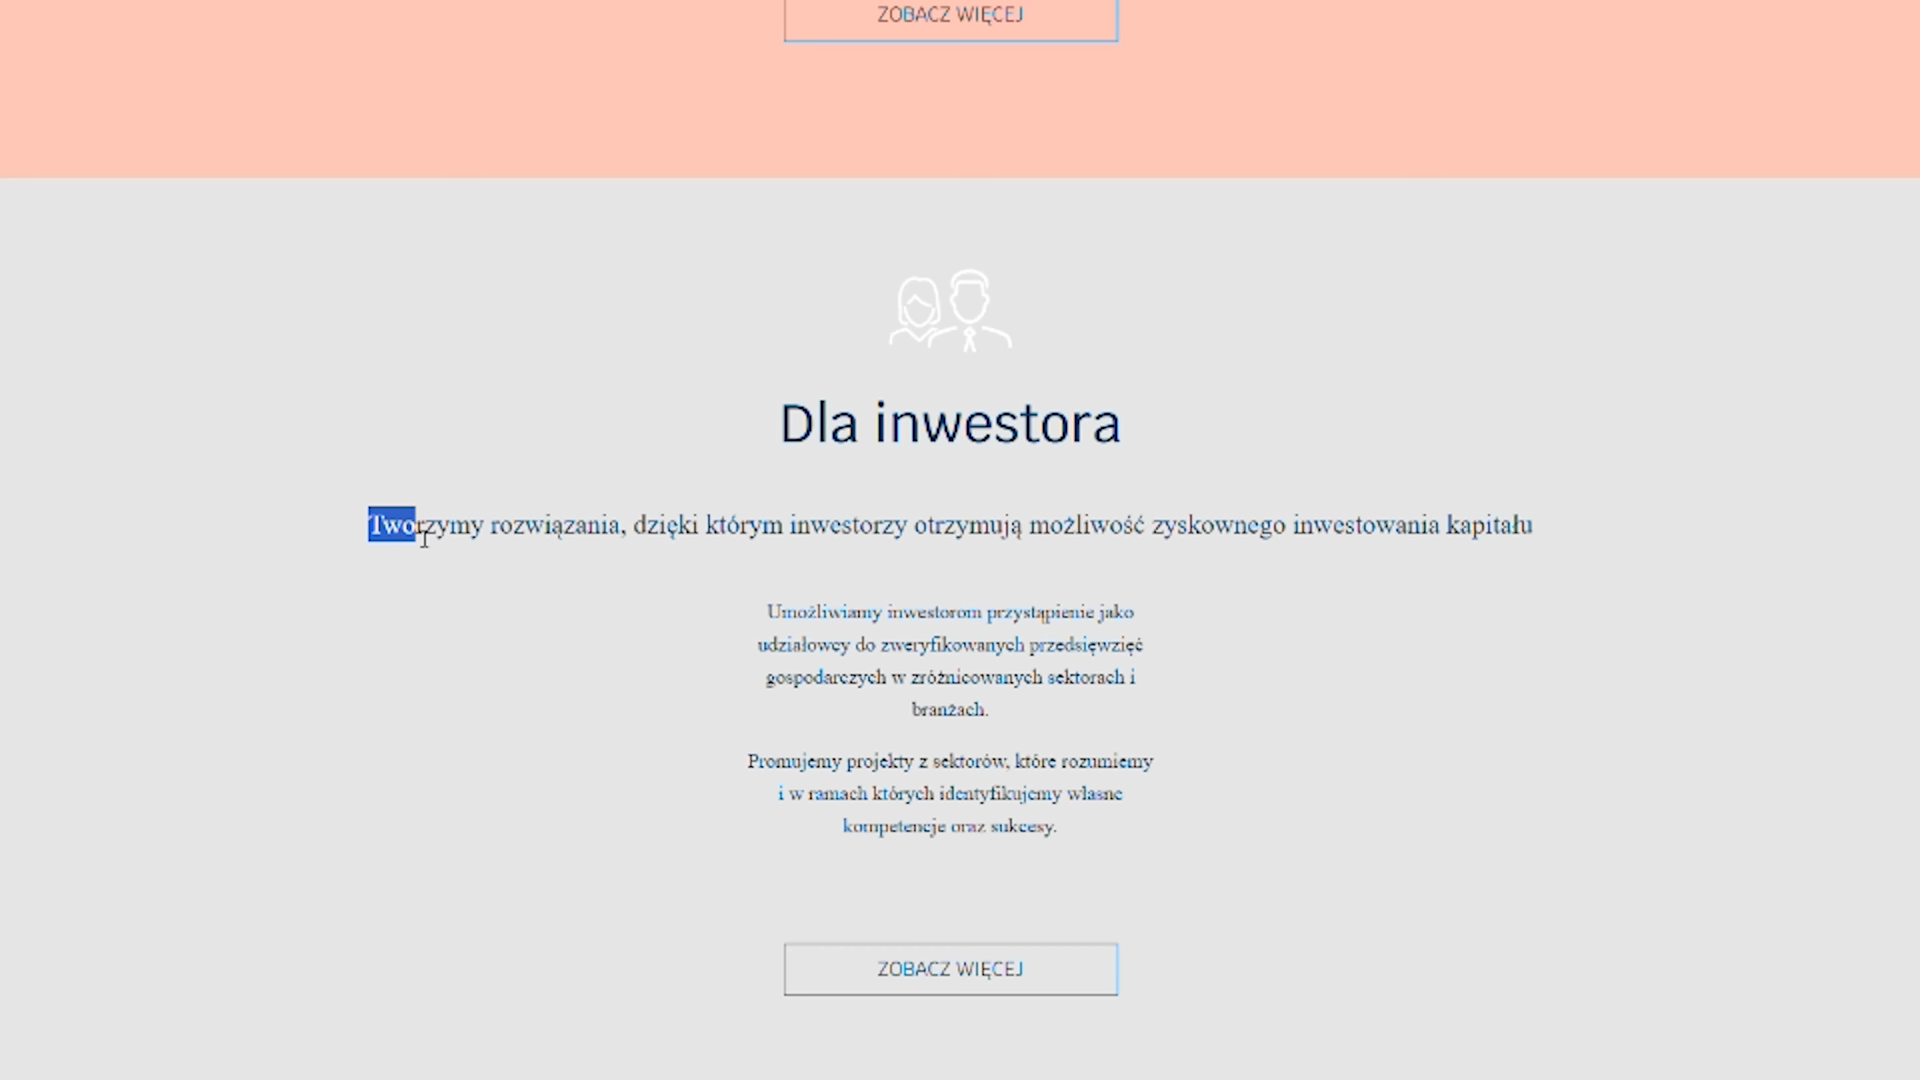 ZOBACZ WIĘCEJ
Dla inwestora
Tworzymy rozwiązania, dzięki którym inwestorzy otrzymują możliwość zyskownego inwestowania kapitału
Umożliwiamy inwestorom przystąpienie jako
udziałowcy do zweryfikowanych przedsięwzięć
gospodarczych w zróżnicowanych sektorach i
branżach.
Promujemy projekty z sektorów, które rozumiemy
i w ramach których identyfikujemy własne
kompetencje oraz sukcesy.
ZOBACZ WIĘCEJ